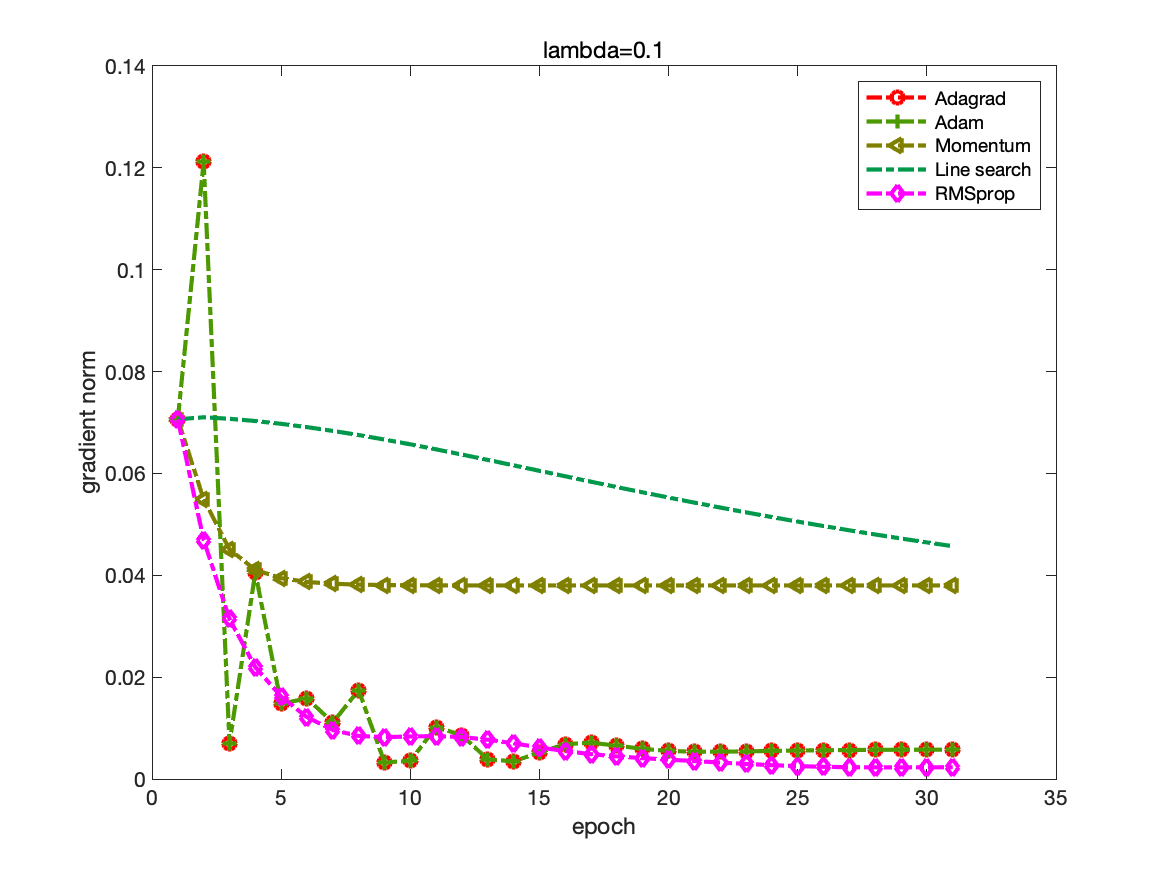 lambda=0.1
0.14
0.12
0.1
0.08
0.06
0.04
0.02
0
gradient norm
Adagrad
Adam
Momentum
Line search
RMSprop
0 5 10 15 20 25 30 35
epoch